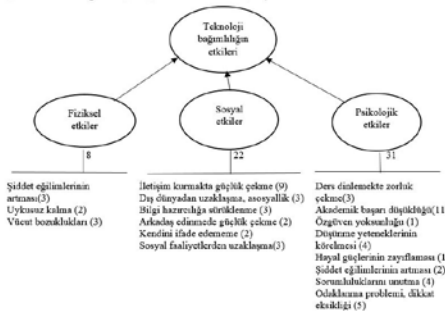 Teknoloji
bağımlılığın
etkileri
Fiziksel
etkiler
Sosyal
etkiler
Psikolojik
etkiler
8
22
31
Şiddet eğilimlerinin
artması(3)
Uykusuz kalma (2)
Vücut bozuklukları (3)
İletişim kurmakta güçlük çekme (9)
Dış dünyadan uzaklaşma, asosyallik (3)
Bilgi hazırcılığa sürüklenme (3)
Arkadaş edinmede güçlük çekme (2)
Kendini ifade edememe (2)
Sosyal faaliyetlerden uzaklaşma(3)
Ders dinlemekte zorluk
çekme(3)
Akademik başarı düşüklüğü(11
Özgüven yoksunluğu (1)
Düşünme yeteneklerinin
körelmesi (4)
Hayal güçlerinin zayıflaması (1
Şiddet eğilimlerinin artması (2)
Sorumluluklarını unutma (4)
Odaklanma problemi, dikkat
eksikliği (5)